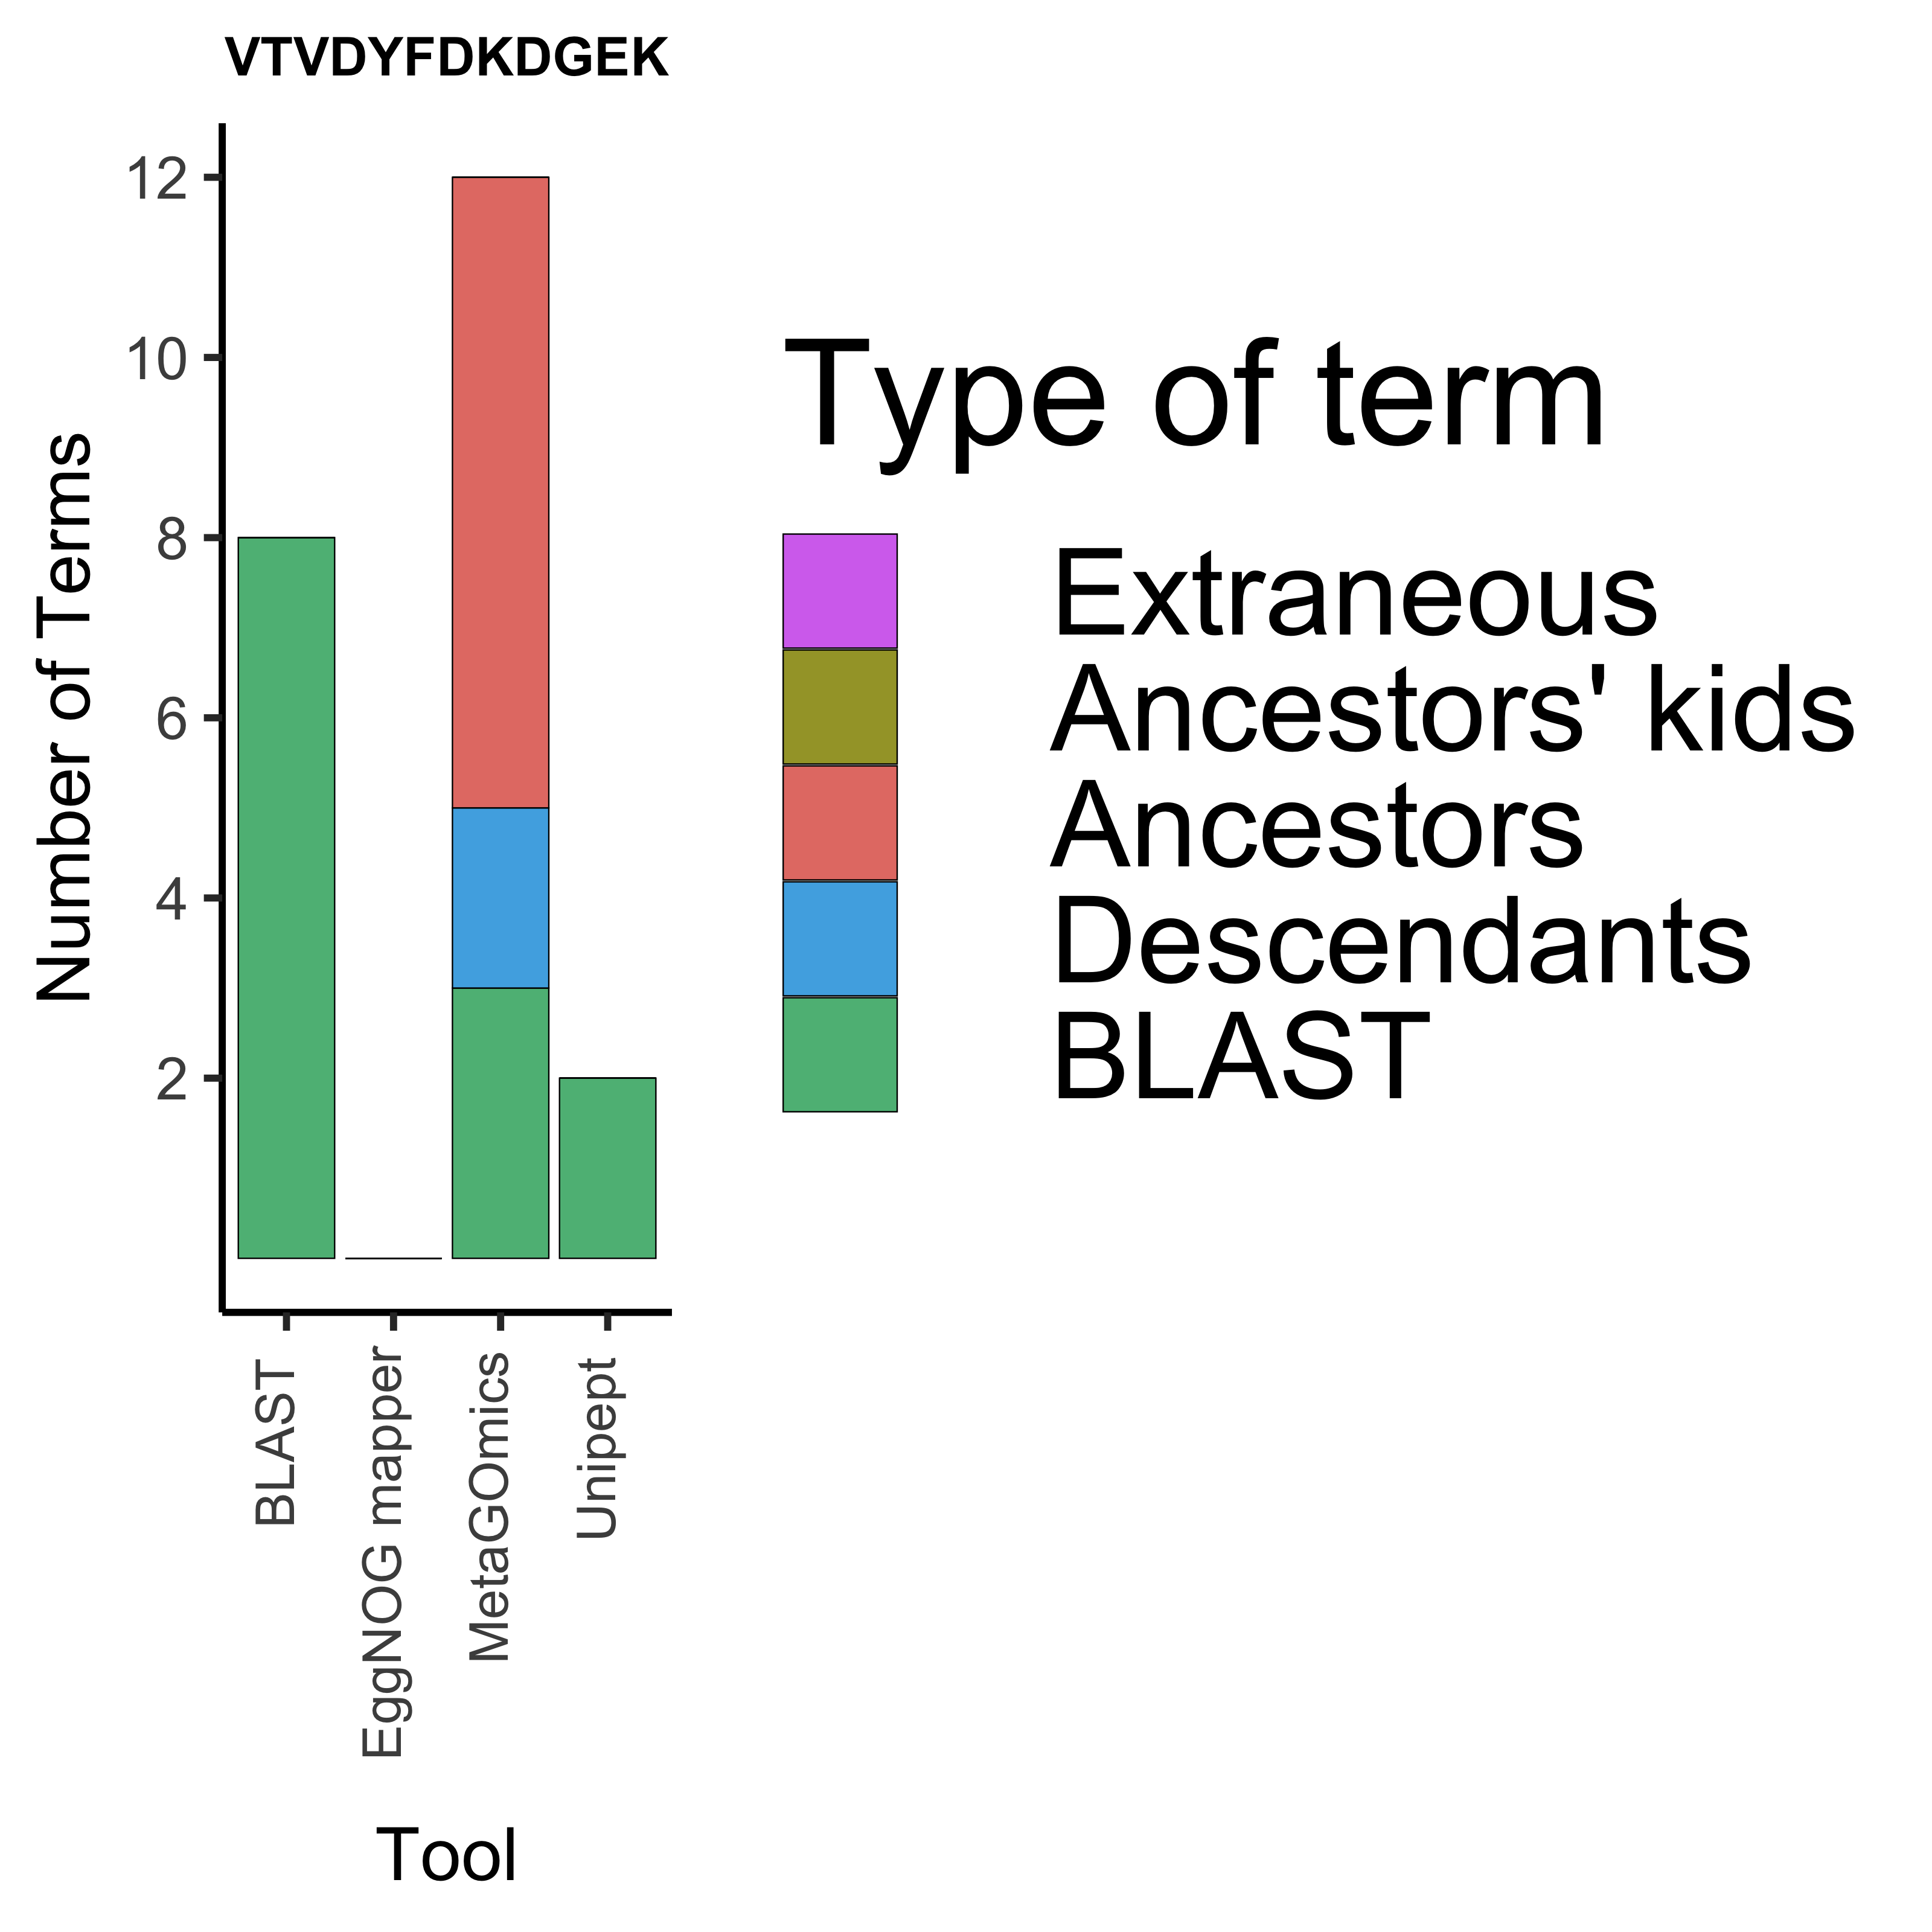 VTVDYFDKDGEK
12
10
8
6
4
2
Number of Terms
BLAST
EggNOG mapper
MetaGOmics
Unipept
Tool
Type of term
Extraneous
Ancestors' kids
Ancestors
Descendants
BLAST